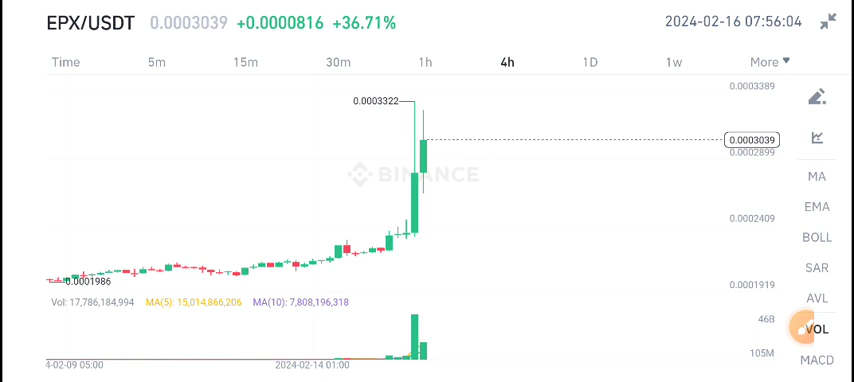 EPX/USDT 0.0003039 +0.0000816 +36.71% 2024-02-16 07:56:04
Time 5m 15m 30m 1h 4h 1D 1w More
0.0003389
0.0003322
0.0003039
0.0002899
BINANCE
MA
EMA
0.0002409
BOLL
SAR
0.0001986
0.0001919
AVL
Vol: 17,786,184,994 MA(5): 15,014,866,206 MA(10): 7,808,196,318
46B
VOL
105M
MACD
4-02-09 05:00 2024-02-14 01:00